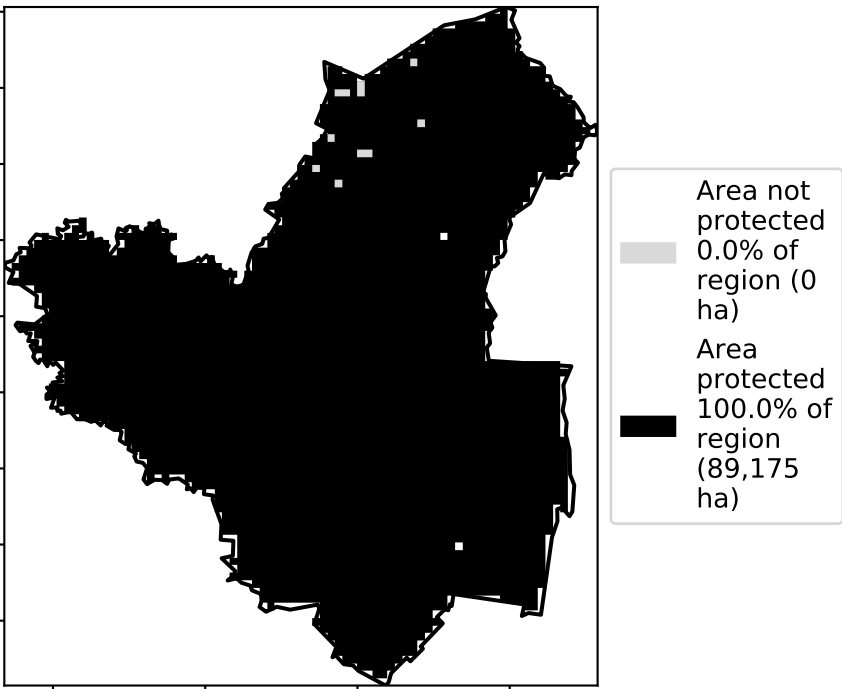 Area not
protected
0.0% of
region (0
ha)
Area
protected
100.0% of
region
(89,175
ha)